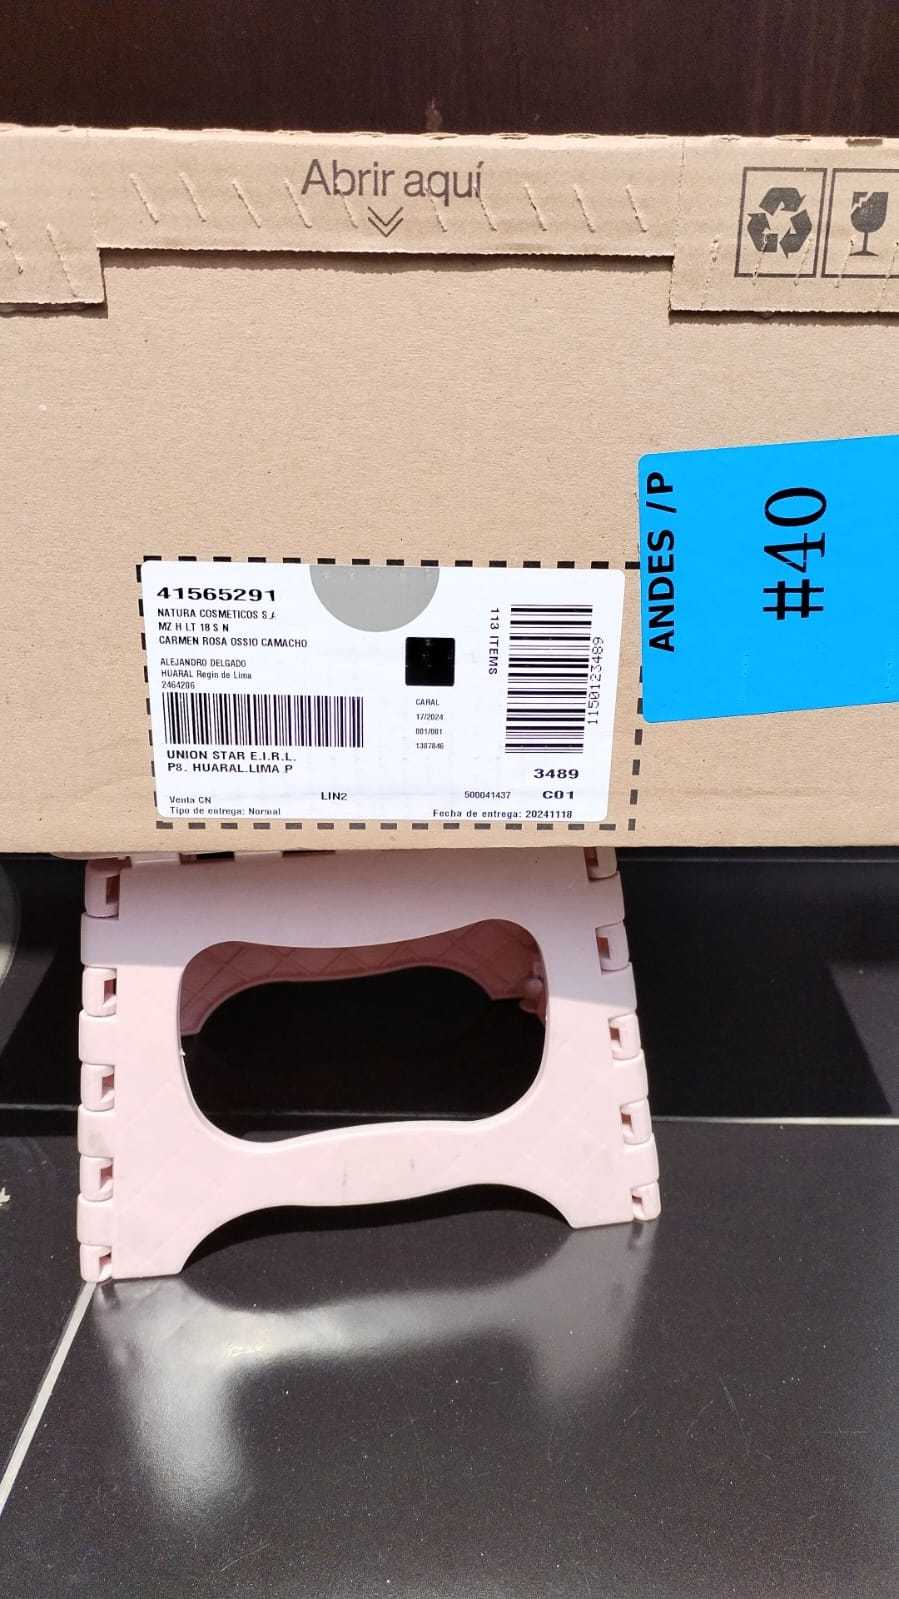 Abrir aquí
ANDES /P
#40
41565291
NATURA COSMETICOS S.A
MZ H LT 18 S N
CARMEN ROSA OSSIO CAMACHO
ALEJANDRO DELGADO
HUARAL Regin de Lima
2464286
113 ITEMS
1150123489
CARAL
17/2024
001/001
1387846
UNION STAR E.I.R.L.
P8. HUARAL.LIMA P
3489
LIN2
500041437
C01
Venta CN
Tipo de entrega: Normal
Fecha de entrega: 20241118